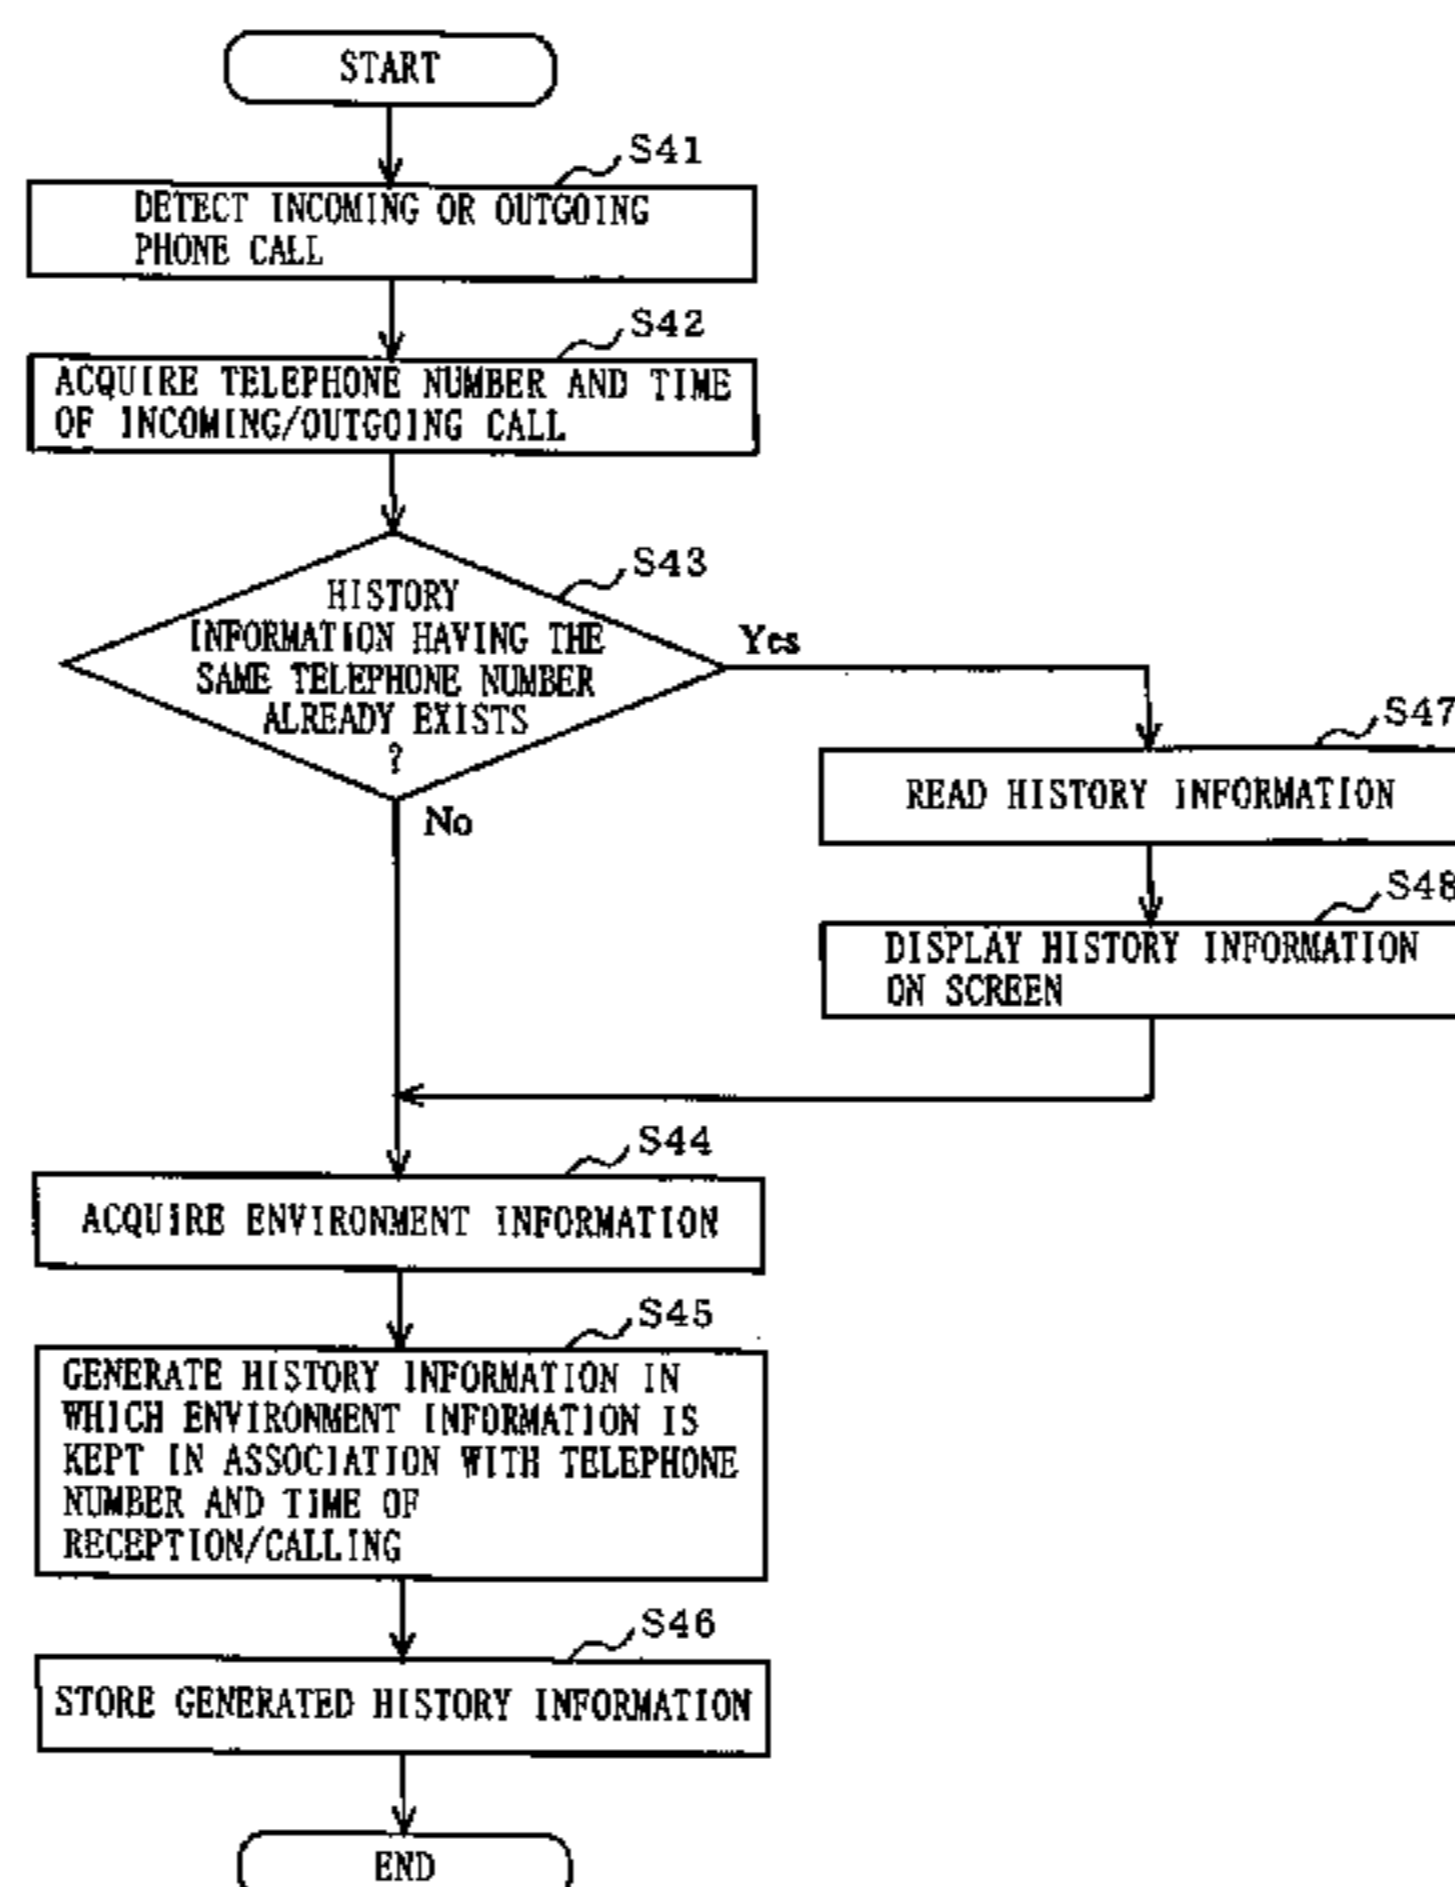 START
S41
DETECT INCOMING OR OUTGOING
PHONE CALL
S42
ACQUIRE TELEPHONE NUMBER AND TIME
OF INCOMING/OUTGOING CALL
S43
HISTORY
INFORMATION HAVING THE
SAME TELEPHONE NUMBER
ALREADY EXISTS
?
Yes
No
S47
READ HISTORY INFORMATION
S48
DISPLAY HISTORY INFORMATION
ON SCREEN
S44
ACQUIRE ENVIRONMENT INFORMATION
S45
GENERATE HISTORY INFORMATION IN
WHICH ENVIRONMENT INFORMATION IS
KEPT IN ASSOCIATION WITH TELEPHONE
NUMBER AND TIME OF
RECEPTION/CALLING
S46
STORE GENERATED HISTORY INFORMATION
END